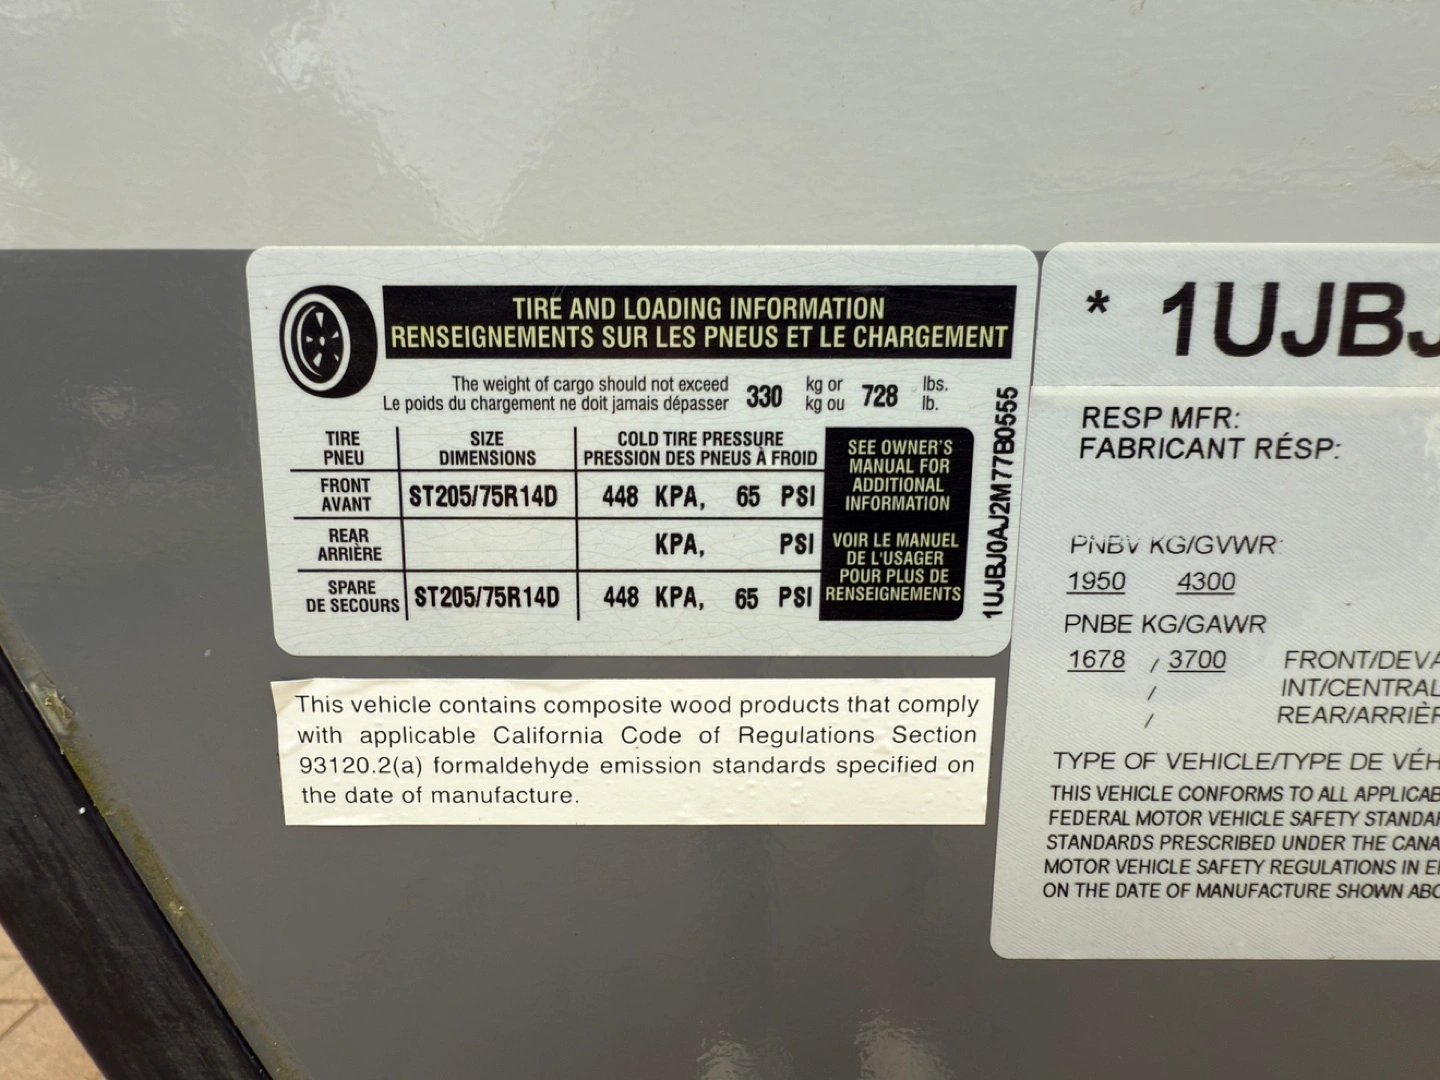 TIRE AND LOADING INFORMATION
RENSEIGNEMENTS SUR LES PNEUS ET LE CHARGEMENT
The weight of cargo should not exceed 330 kg or 728 lbs.
Le poids du chargement ne doit jamais dépasser kg ou lb.
TIRE PNEU
SIZE DIMENSIONS
COLD TIRE PRESSURE
PRESSION DES PNEUS À FROID
FRONT AVANT ST205/75R14D 448 KPA, 65 PSI
REAR ARRIÈRE KPA, PSI
SPARE DE SECOURS ST205/75R14D 448 KPA, 65 PSI
SEE OWNER'S
MANUAL FOR
ADDITIONAL
INFORMATION
VOIR LE MANUEL
DE L'USAGER
POUR PLUS DE
RENSEIGNEMENTS
1UJBJ0AJ2M77B0555
This vehicle contains composite wood products that comply
with applicable California Code of Regulations Section
93120.2(a) formaldehyde emission standards specified on
the date of manufacture.
* 1UJBJ
RESP MFR:
FABRICANT RÉSP:
PNBV KG/GVWR:
1950 4300
PNBE KG/GAWR
1678 / 3700 FRONT/DEVA
/ INT/CENTRAL
/ REAR/ARRIÈR
TYPE OF VEHICLE/TYPE DE VÉH
THIS VEHICLE CONFORMS TO ALL APPLICAB
FEDERAL MOTOR VEHICLE SAFETY STANDAR
STANDARDS PRESCRIBED UNDER THE CANA
MOTOR VEHICLE SAFETY REGULATIONS IN E
ON THE DATE OF MANUFACTURE SHOWN ABO